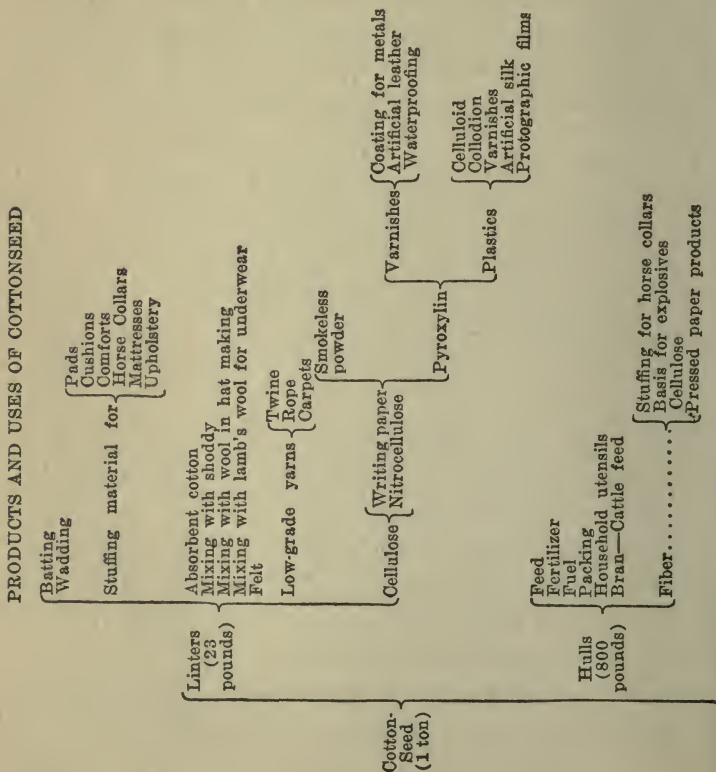 PRODUCTS AND USES OF COTTONSEED
Cotton-
Seed
(1 ton)
Linters
(23
pounds)
Batting
Wadding
Stuffing material for
Pads
Cushions
Comforts
Horse Collars
Mattresses
Upholstery
Absorbent cotton
Mixing with shoddy
Mixing with wool in hat making
Mixing with lamb's wool for underwear
Felt
Low-grade yarns
Twine
Rope
Carpets
Cellulose
Writing paper
Nitrocellulose
Smokeless
powder
Pyroxylin
Varnishes
Coating for metals
Artificial leather
Waterproofing
Plastics
Celluloid
Collodion
Varnishes
Artificial silk
Protographic films
Hulls
(800
pounds)
Feed
Fertilizer
Fuel
Packing
Household utensils
Bran—Cattle feed
Fiber.............
Stuffing for horse collars
Basis for explosives
Cellulose
Pressed paper products